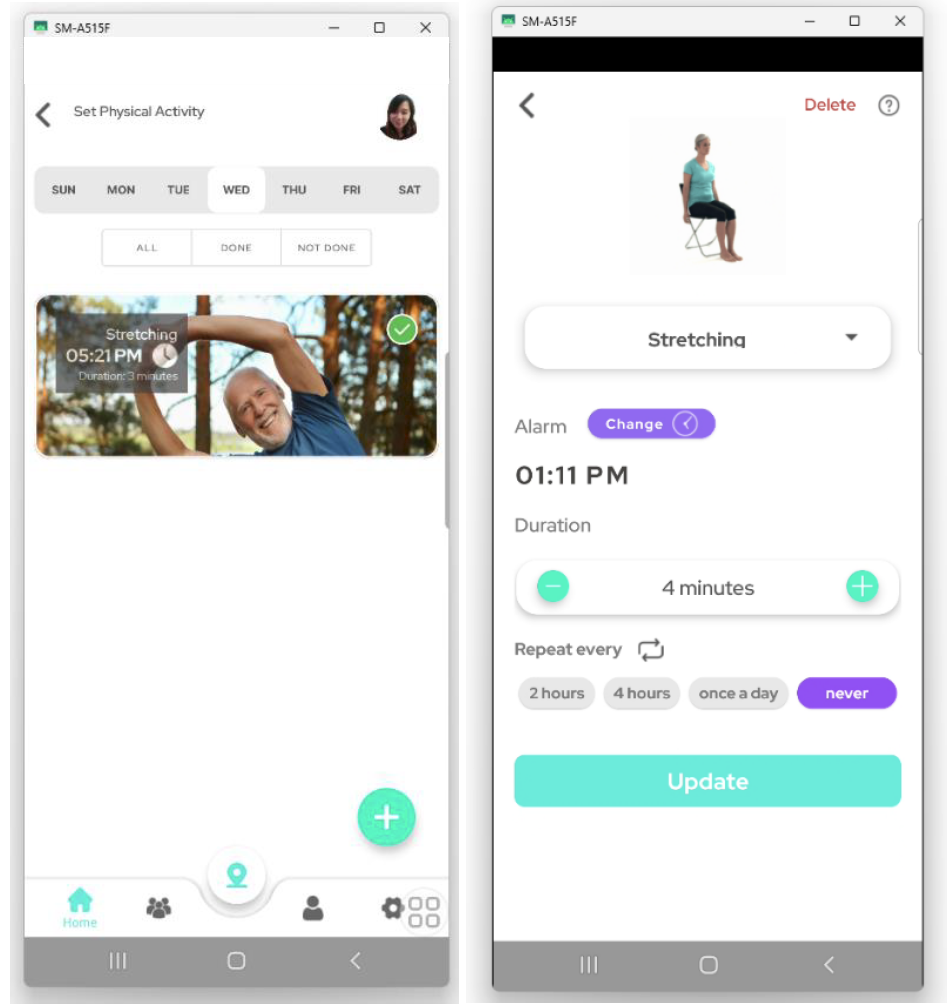 SM-A515F
Set Physical Activity
SUN MON TUE WED THU FRI SAT
ALL DONE NOT DONE
Stretching
05:21 PM
Duration: 3 minutes
Home
SM-A515F
Delete
Stretching
Alarm Change
01:11 PM
Duration
4 minutes
Repeat every
2 hours 4 hours once a day never
Update